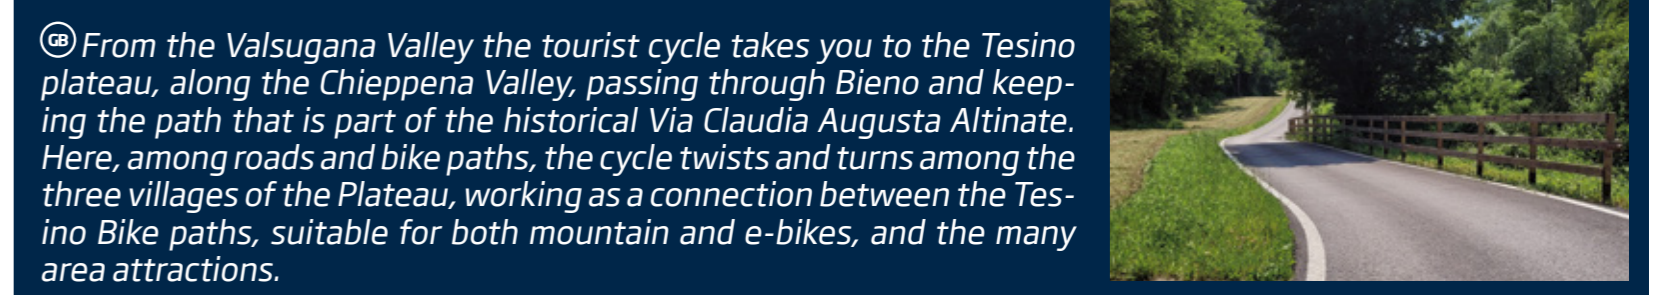 GB From the Valsugana Valley the tourist cycle takes you to the Tesino
plateau, along the Chieppena Valley, passing through Bieno and keep-
ing the path that is part of the historical Via Claudia Augusta Altinate.
Here, among roads and bike paths, the cycle twists and turns among the
three villages of the Plateau, working as a connection between the Tes-
ino Bike paths, suitable for both mountain and e-bikes, and the many
area attractions.